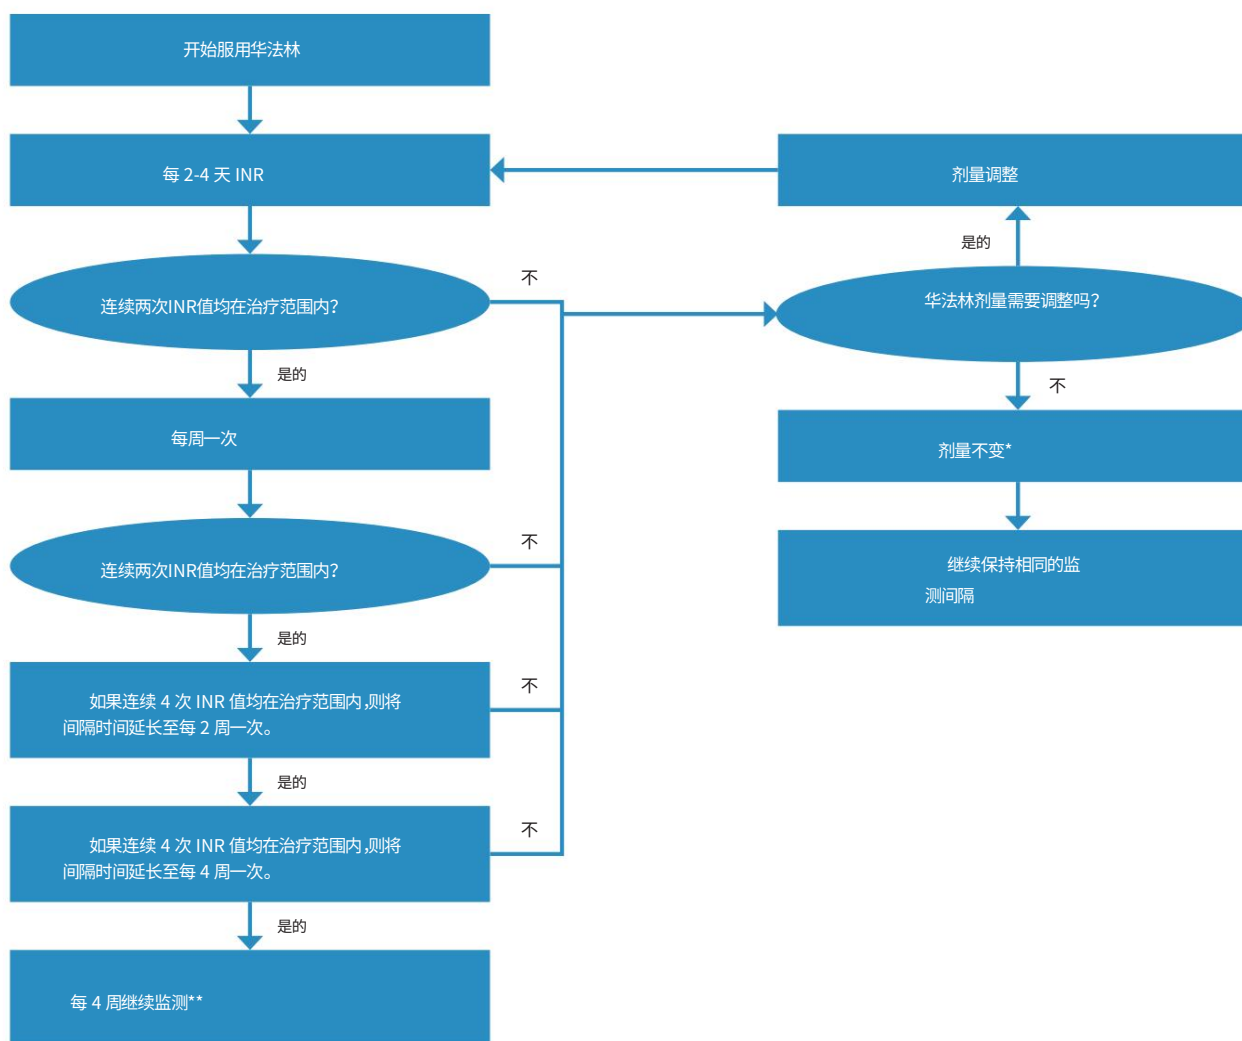 开始服用华法林
每 2-4 天 INR
连续两次INR值均在治疗范围内?
不
是的
每周一次
连续两次INR值均在治疗范围内?
不
是的
如果连续 4 次 INR 值均在治疗范围内,则将
间隔时间延长至每 2 周一次。
不
是的
如果连续 4 次 INR 值均在治疗范围内,则将
间隔时间延长至每 4 周一次。
不
是的
每 4 周继续监测**
剂量调整
是的
华法林剂量需要调整吗?
不
剂量不变*
继续保持相同的监
测间隔